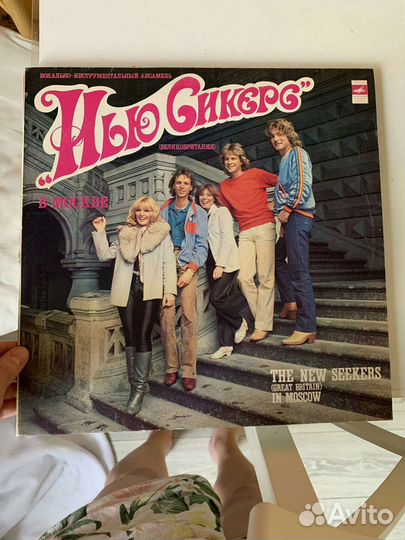 ВОКАЛЬНО-ИНСТРУМЕНТАЛЬНЫЙ АНСАМБЛЬ
„Нью Сикерс“
(ВЕЛИКОБРИТАНИЯ)
В МОСКВЕ
THE NEW SEEKERS
(GREAT BRITAIN)
IN MOSCOW
Avito